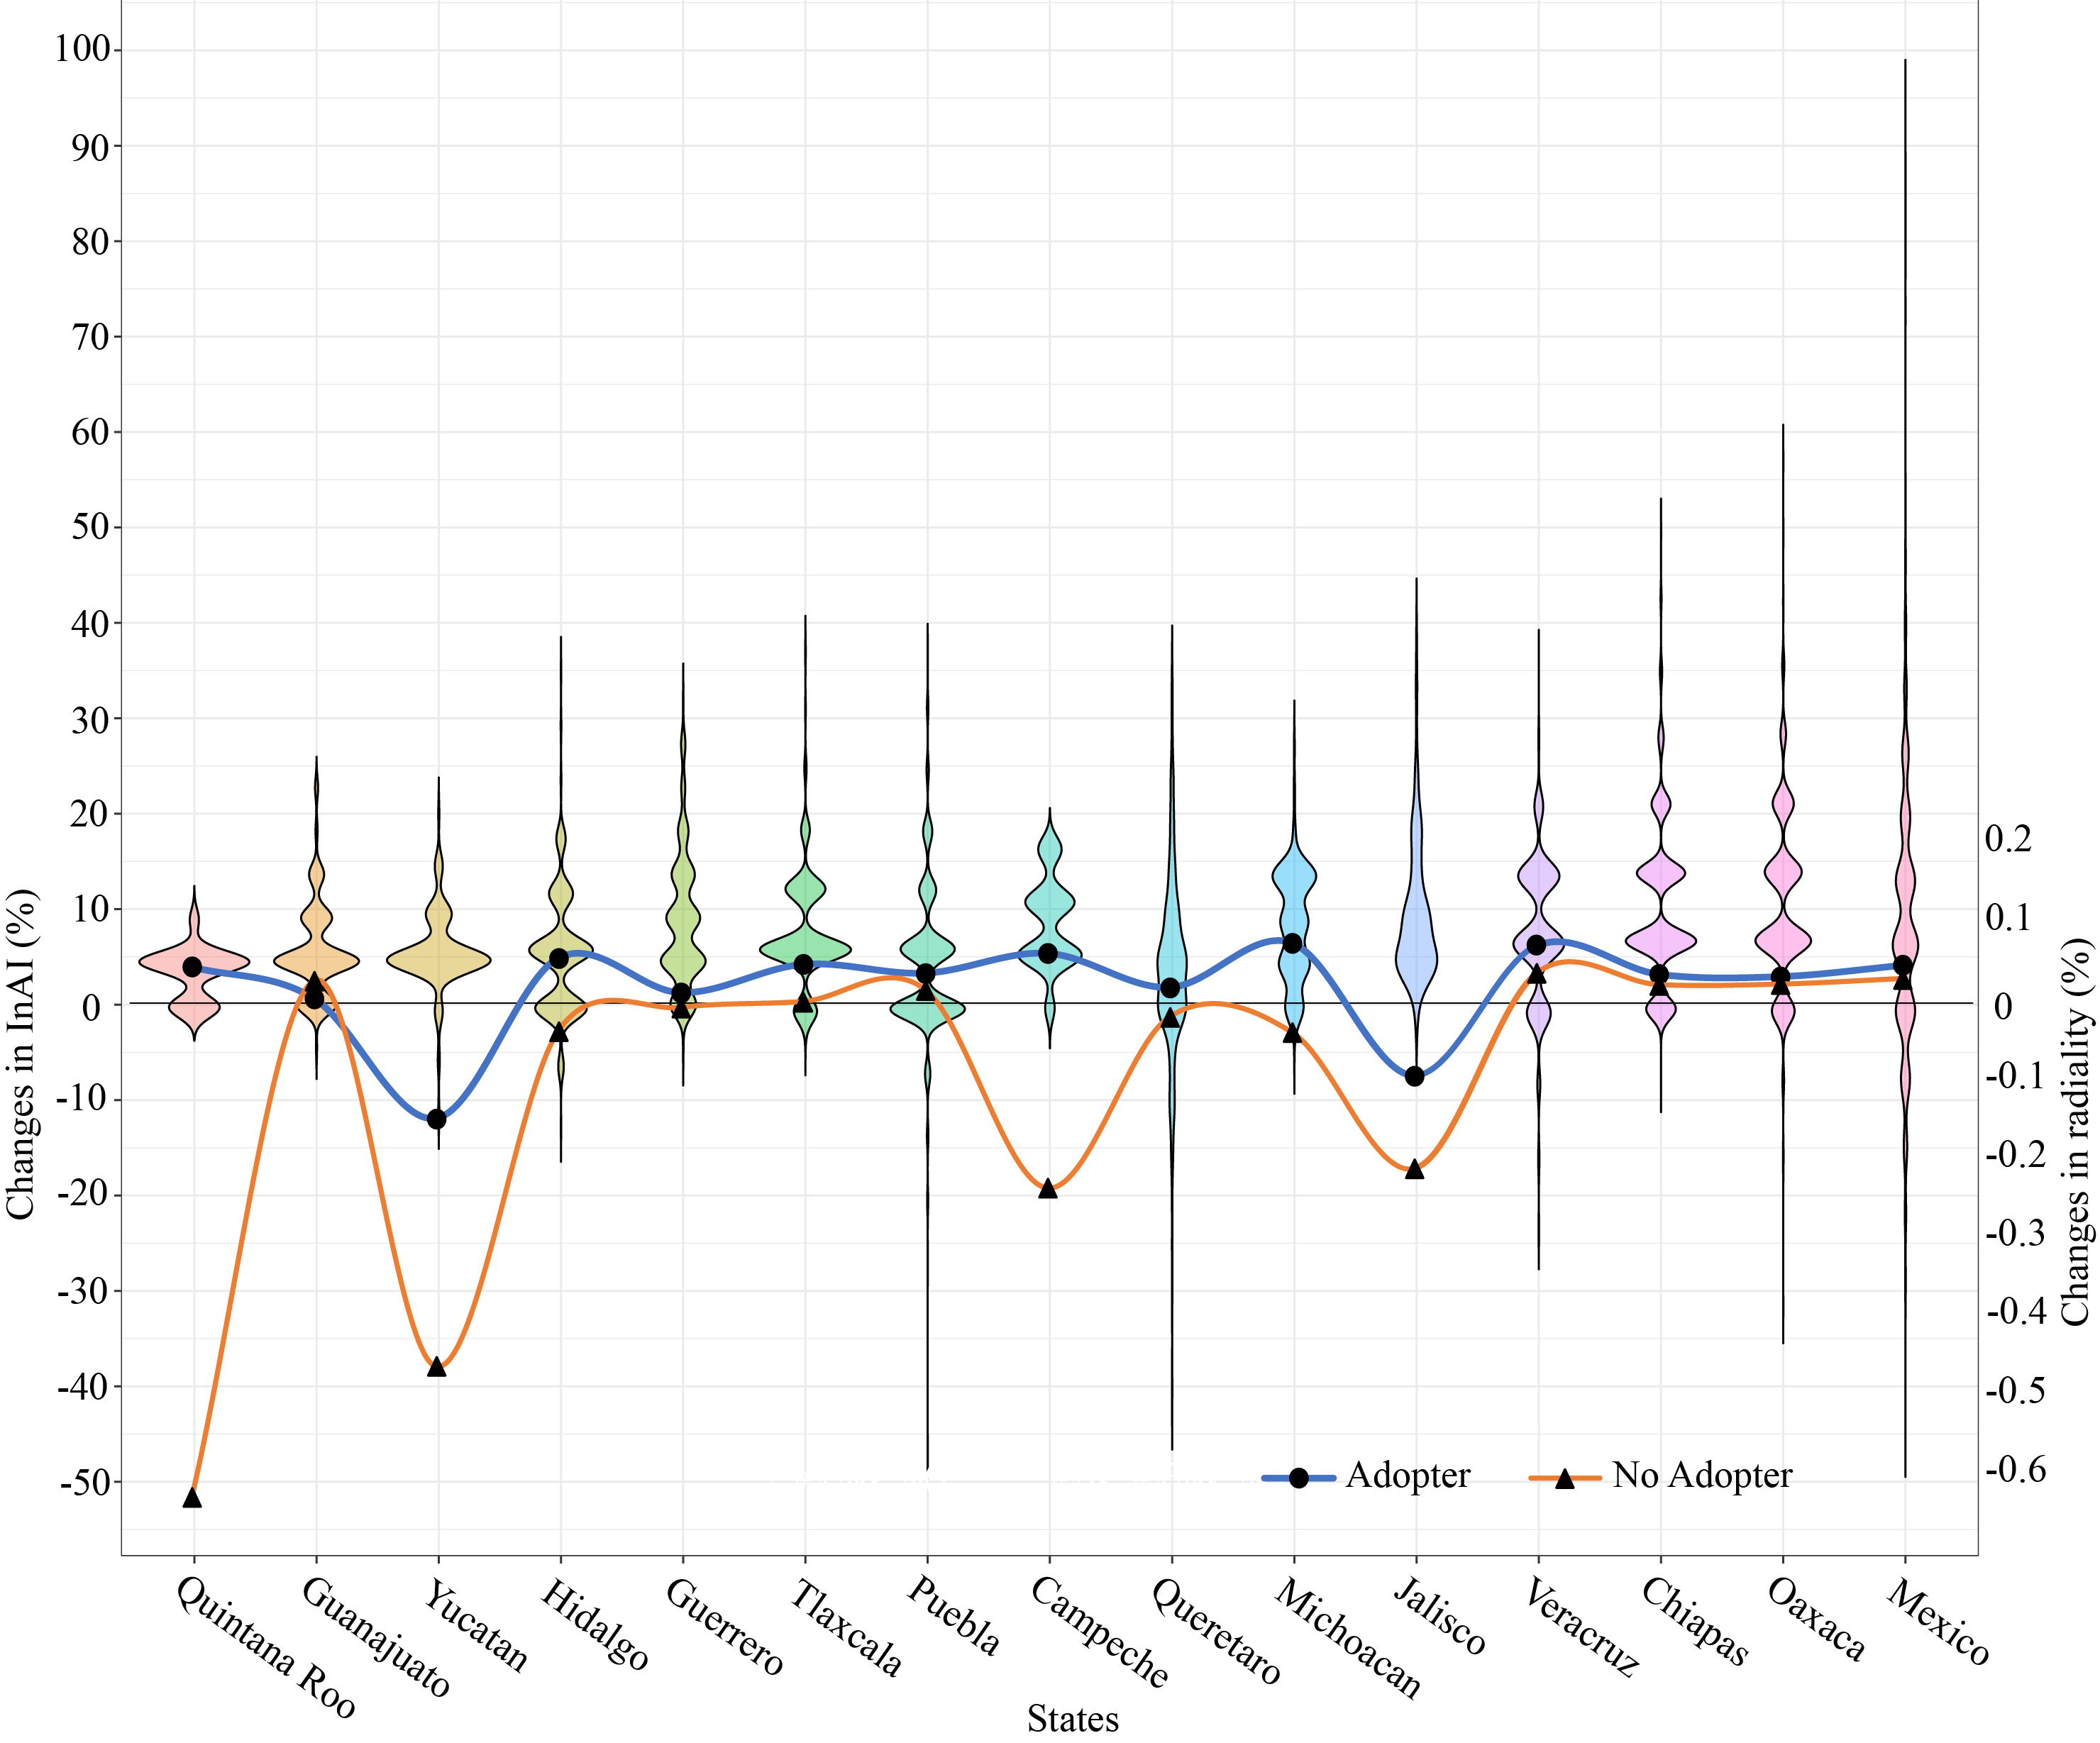 100
90
80
70
60
50
40
30
20
10
0
-10
-20
-30
-40
-50
Changes in InAI (%)
0.2
0.1
0
-0.1
-0.2
-0.3
-0.4
-0.5
-0.6
Changes in radiality (%)
Adopter
No Adopter
Quintana Roo
Guanajuato
Yucatan
Hidalgo
Guerrero
Tlaxcala
Puebla
Campeche
Queretaro
Michoacan
Jalisco
Veracruz
Chiapas
Oaxaca
Mexico
States